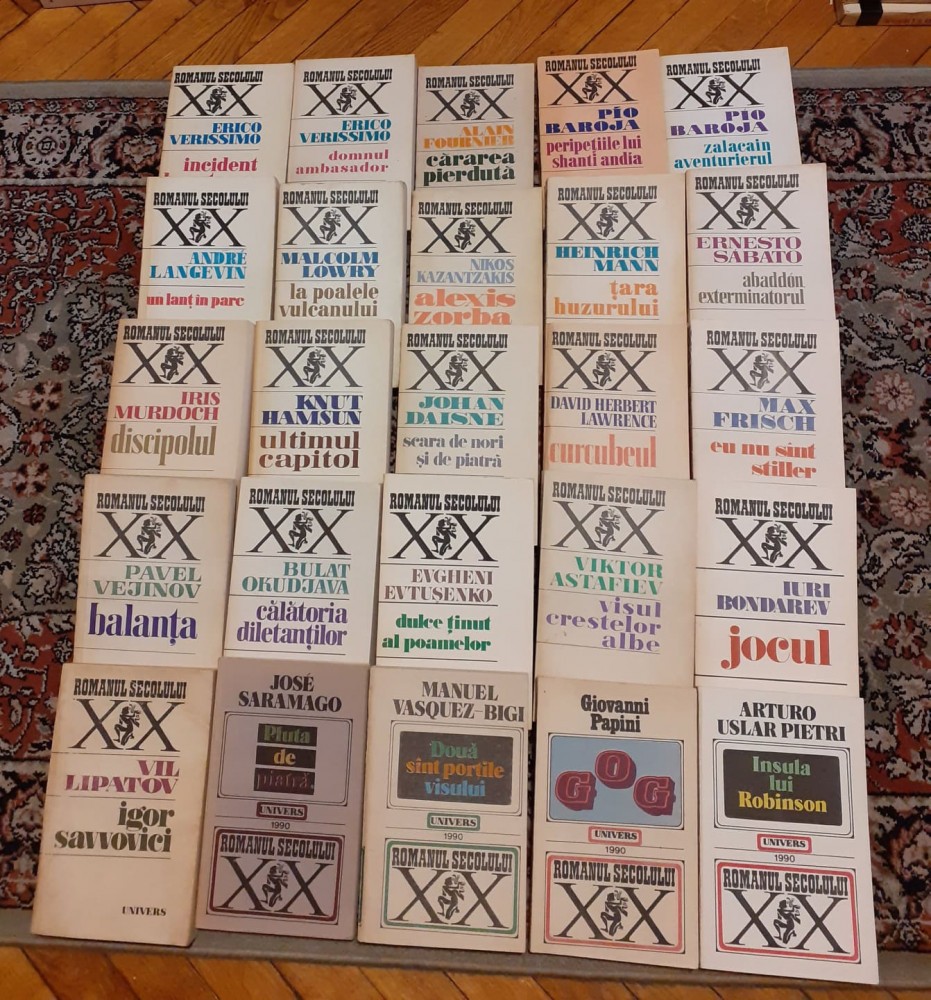 ROMANUL SECOLULUI
XX
ERICO
VERISSIMO
incident
ROMANUL SECOLULUI
XX
ERICO
VERISSIMO
domnul
ambasador
ROMANUL SECOLULUI
XX
ALAIN
FOURNIER
cărarea
pierdută
ROMANUL SECOLULUI
XX
PÍO
BAROJA
peripețiile lui
shanti andia
ROMANUL SECOLULUI
XX
PIO
BAROJA
zalacain
aventurierul
ROMANUL SECOLULUI
XX
ANDRÉ
LANGEVIN
un lanț în parc
ROMANUL SECOLULUI
XX
MALCOLM
LOWRY
la poalele
vulcanului
ROMANUL SECOLULUI
XX
NIKOS
KAZANTZAKIS
alexis
zorba
ROMANUL SECOLULUI
XX
HEINRICH
MANN
țara
huzurului
ROMANUL SECOLULUI
XX
ERNESTO
SÁBATO
abaddón
exterminatorul
ROMANUL SECOLULUI
XX
IRIS
MURDOCH
discipolul
ROMANUL SECOLULUI
XX
KNUT
HAMSUN
ultimul
capitol
ROMANUL SECOLULUI
XX
JOHAN
DAISNE
scara de nori
și de piatră
ROMANUL SECOLULUI
XX
DAVID HERBERT
LAWRENCE
curcubeul
ROMANUL SECOLULUI
XX
MAX
FRISCH
eu nu sînt
stiller
ROMANUL SECOLULUI
XX
PAVEL
VEJINOV
balanța
ROMANUL SECOLULUI
XX
BULAT
OKUDJAVA
călătoria
diletanților
ROMANUL SECOLULUI
XX
EVGHENI
EVTUȘENKO
dulce ținut
al poamelor
ROMANUL SECOLULUI
XX
VIKTOR
ASTAFIEV
visul
crestelor
albe
ROMANUL SECOLULUI
XX
IURI
BONDAREV
jocul
ROMANUL SECOLULUI
XX
VIL
LIPATOV
igor
savvovici
UNIVERS
JOSÉ
SARAMAGO
Pluta
de
piatră.
UNIVERS
1990
ROMANUL SECOLULUI
XX
MANUEL
VASQUEZ-BIGI
Două
sint porțile
visului
UNIVERS
1990
ROMANUL SECOLULUI
XX
Giovanni
Papini
GOG
UNIVERS
1990
ROMANUL SECOLULUI
XX
ARTURO
USLAR PIETRI
Insula
lui
Robinson
UNIVERS
1990
ROMANUL SECOLULUI
XX